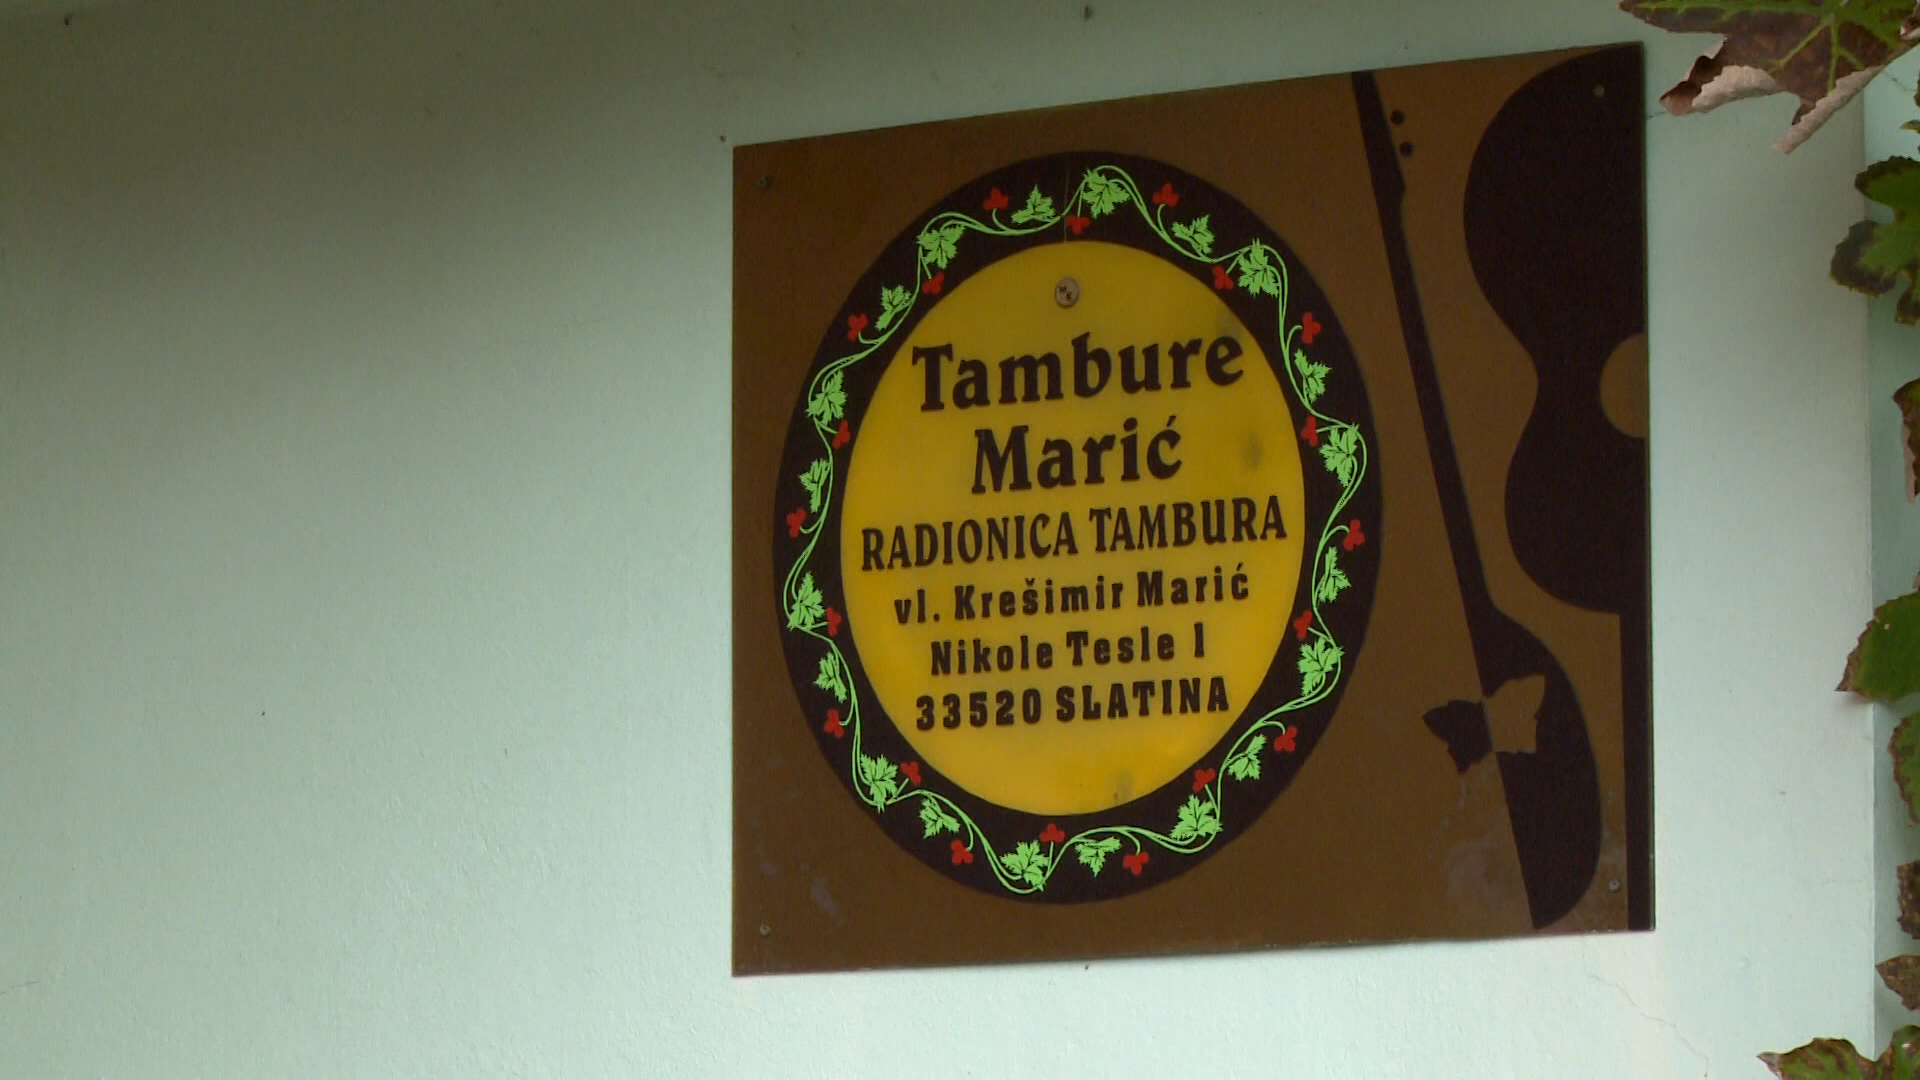 Tambure
Marić
RADIONICA TAMBURA
vl. Krešimir Marić
Nikole Tesle 1
33520 SLATINA